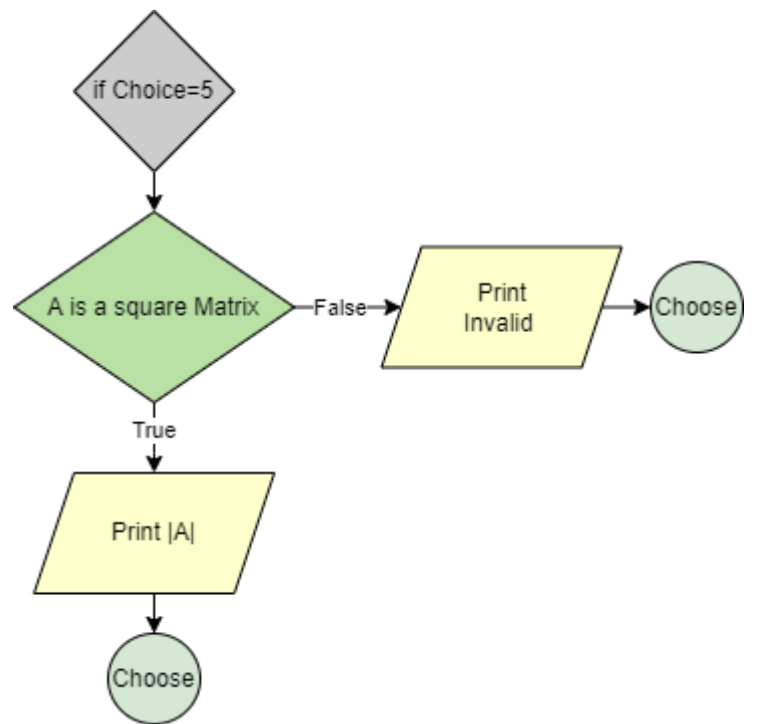 if Choice=5
A is a square Matrix
False
Print
Invalid
Choose
True
Print |A|
Choose